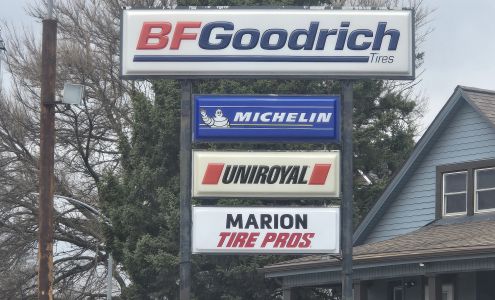 BFGoodrich
Tires
MICHELIN
UNIROYAL
MARION
TIRE PROS